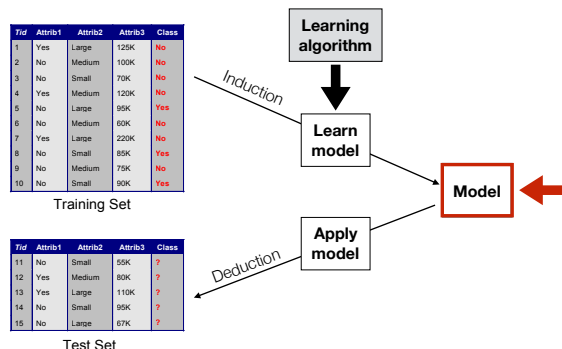 Tid Attrib1 Attrib2 Attrib3 Class
1 Yes Large 125K No
2 No Medium 100K No
3 No Small 70K No
4 Yes Medium 120K No
5 No Large 95K Yes
6 No Medium 60K No
7 Yes Large 220K No
8 No Small 85K Yes
9 No Medium 75K No
10 No Small 90K Yes
Training Set
Learning
algorithm
Induction
Learn
model
Model
Apply
model
Deduction
Tid Attrib1 Attrib2 Attrib3 Class
11 No Small 55K ?
12 Yes Medium 80K ?
13 Yes Large 110K ?
14 No Small 95K ?
15 No Large 67K ?
Test Set